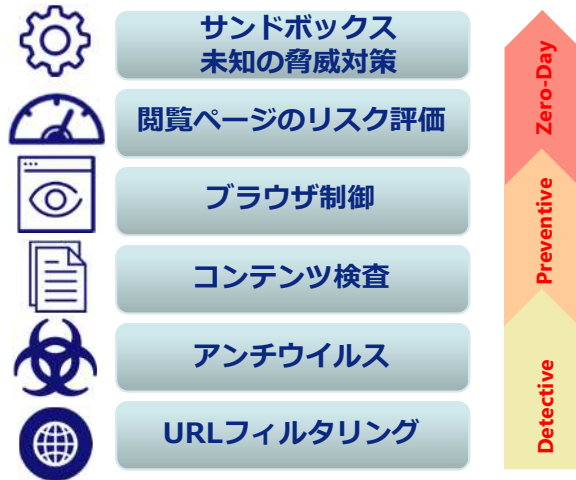 サンドボックス
未知の脅威対策
閲覧ページのリスク評価
ブラウザ制御
コンテンツ検査
アンチウイルス
URLフィルタリング
Zero-Day
Preventive
Detective